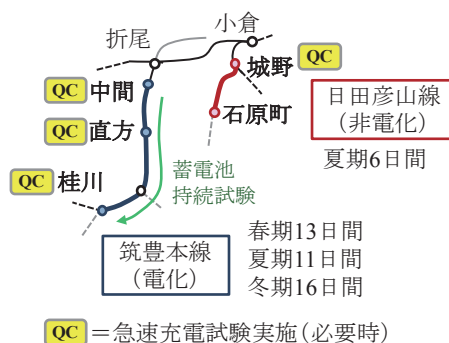 小倉
折尾
城野 QC
QC 中間
石原町
日田彦山線
(非電化)
夏期6日間
QC 直方
QC 桂川
蓄電池
持続試験
筑豊本線
(電化)
春期13日間
夏期11日間
冬期16日間
QC =急速充電試験実施(必要時)